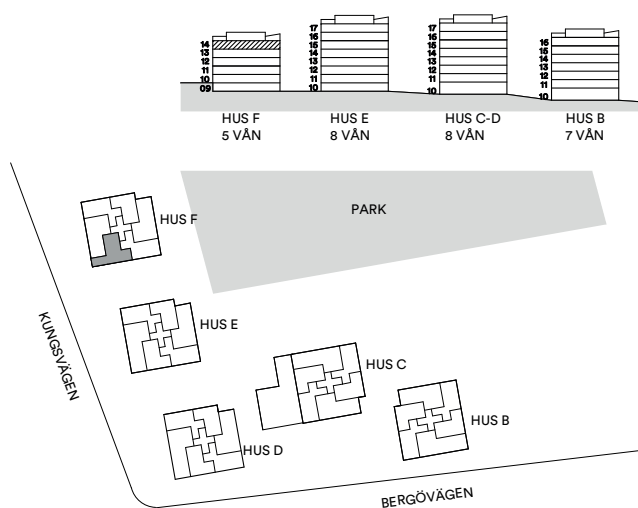 14
13
12
11
10
09
17
16
15
14
13
12
11
10
17
16
15
14
13
12
11
10
16
15
14
13
12
11
10
HUS F
5 VÅN
HUS E
8 VÅN
HUS C-D
8 VÅN
HUS B
7 VÅN
PARK
HUS F
HUS E
HUS C
HUS B
HUS D
KUNGSVÄGEN
BERGÖVÄGEN